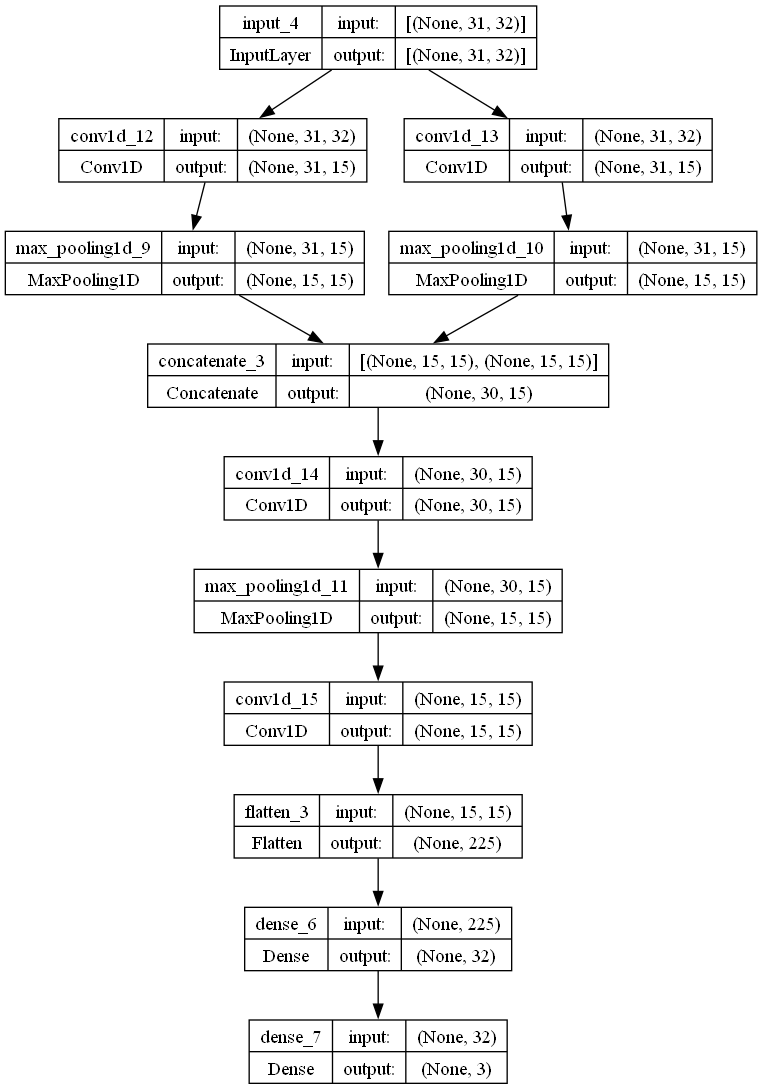 input_4 input: [(None, 31, 32)]
InputLayer output: [(None, 31, 32)]
conv1d_12 input: (None, 31, 32)
Conv1D output: (None, 31, 15)
conv1d_13 input: (None, 31, 32)
Conv1D output: (None, 31, 15)
max_pooling1d_9 input: (None, 31, 15)
MaxPooling1D output: (None, 15, 15)
max_pooling1d_10 input: (None, 31, 15)
MaxPooling1D output: (None, 15, 15)
concatenate_3 input: [(None, 15, 15), (None, 15, 15)]
Concatenate output: (None, 30, 15)
conv1d_14 input: (None, 30, 15)
Conv1D output: (None, 30, 15)
max_pooling1d_11 input: (None, 30, 15)
MaxPooling1D output: (None, 15, 15)
conv1d_15 input: (None, 15, 15)
Conv1D output: (None, 15, 15)
flatten_3 input: (None, 15, 15)
Flatten output: (None, 225)
dense_6 input: (None, 225)
Dense output: (None, 32)
dense_7 input: (None, 32)
Dense output: (None, 3)